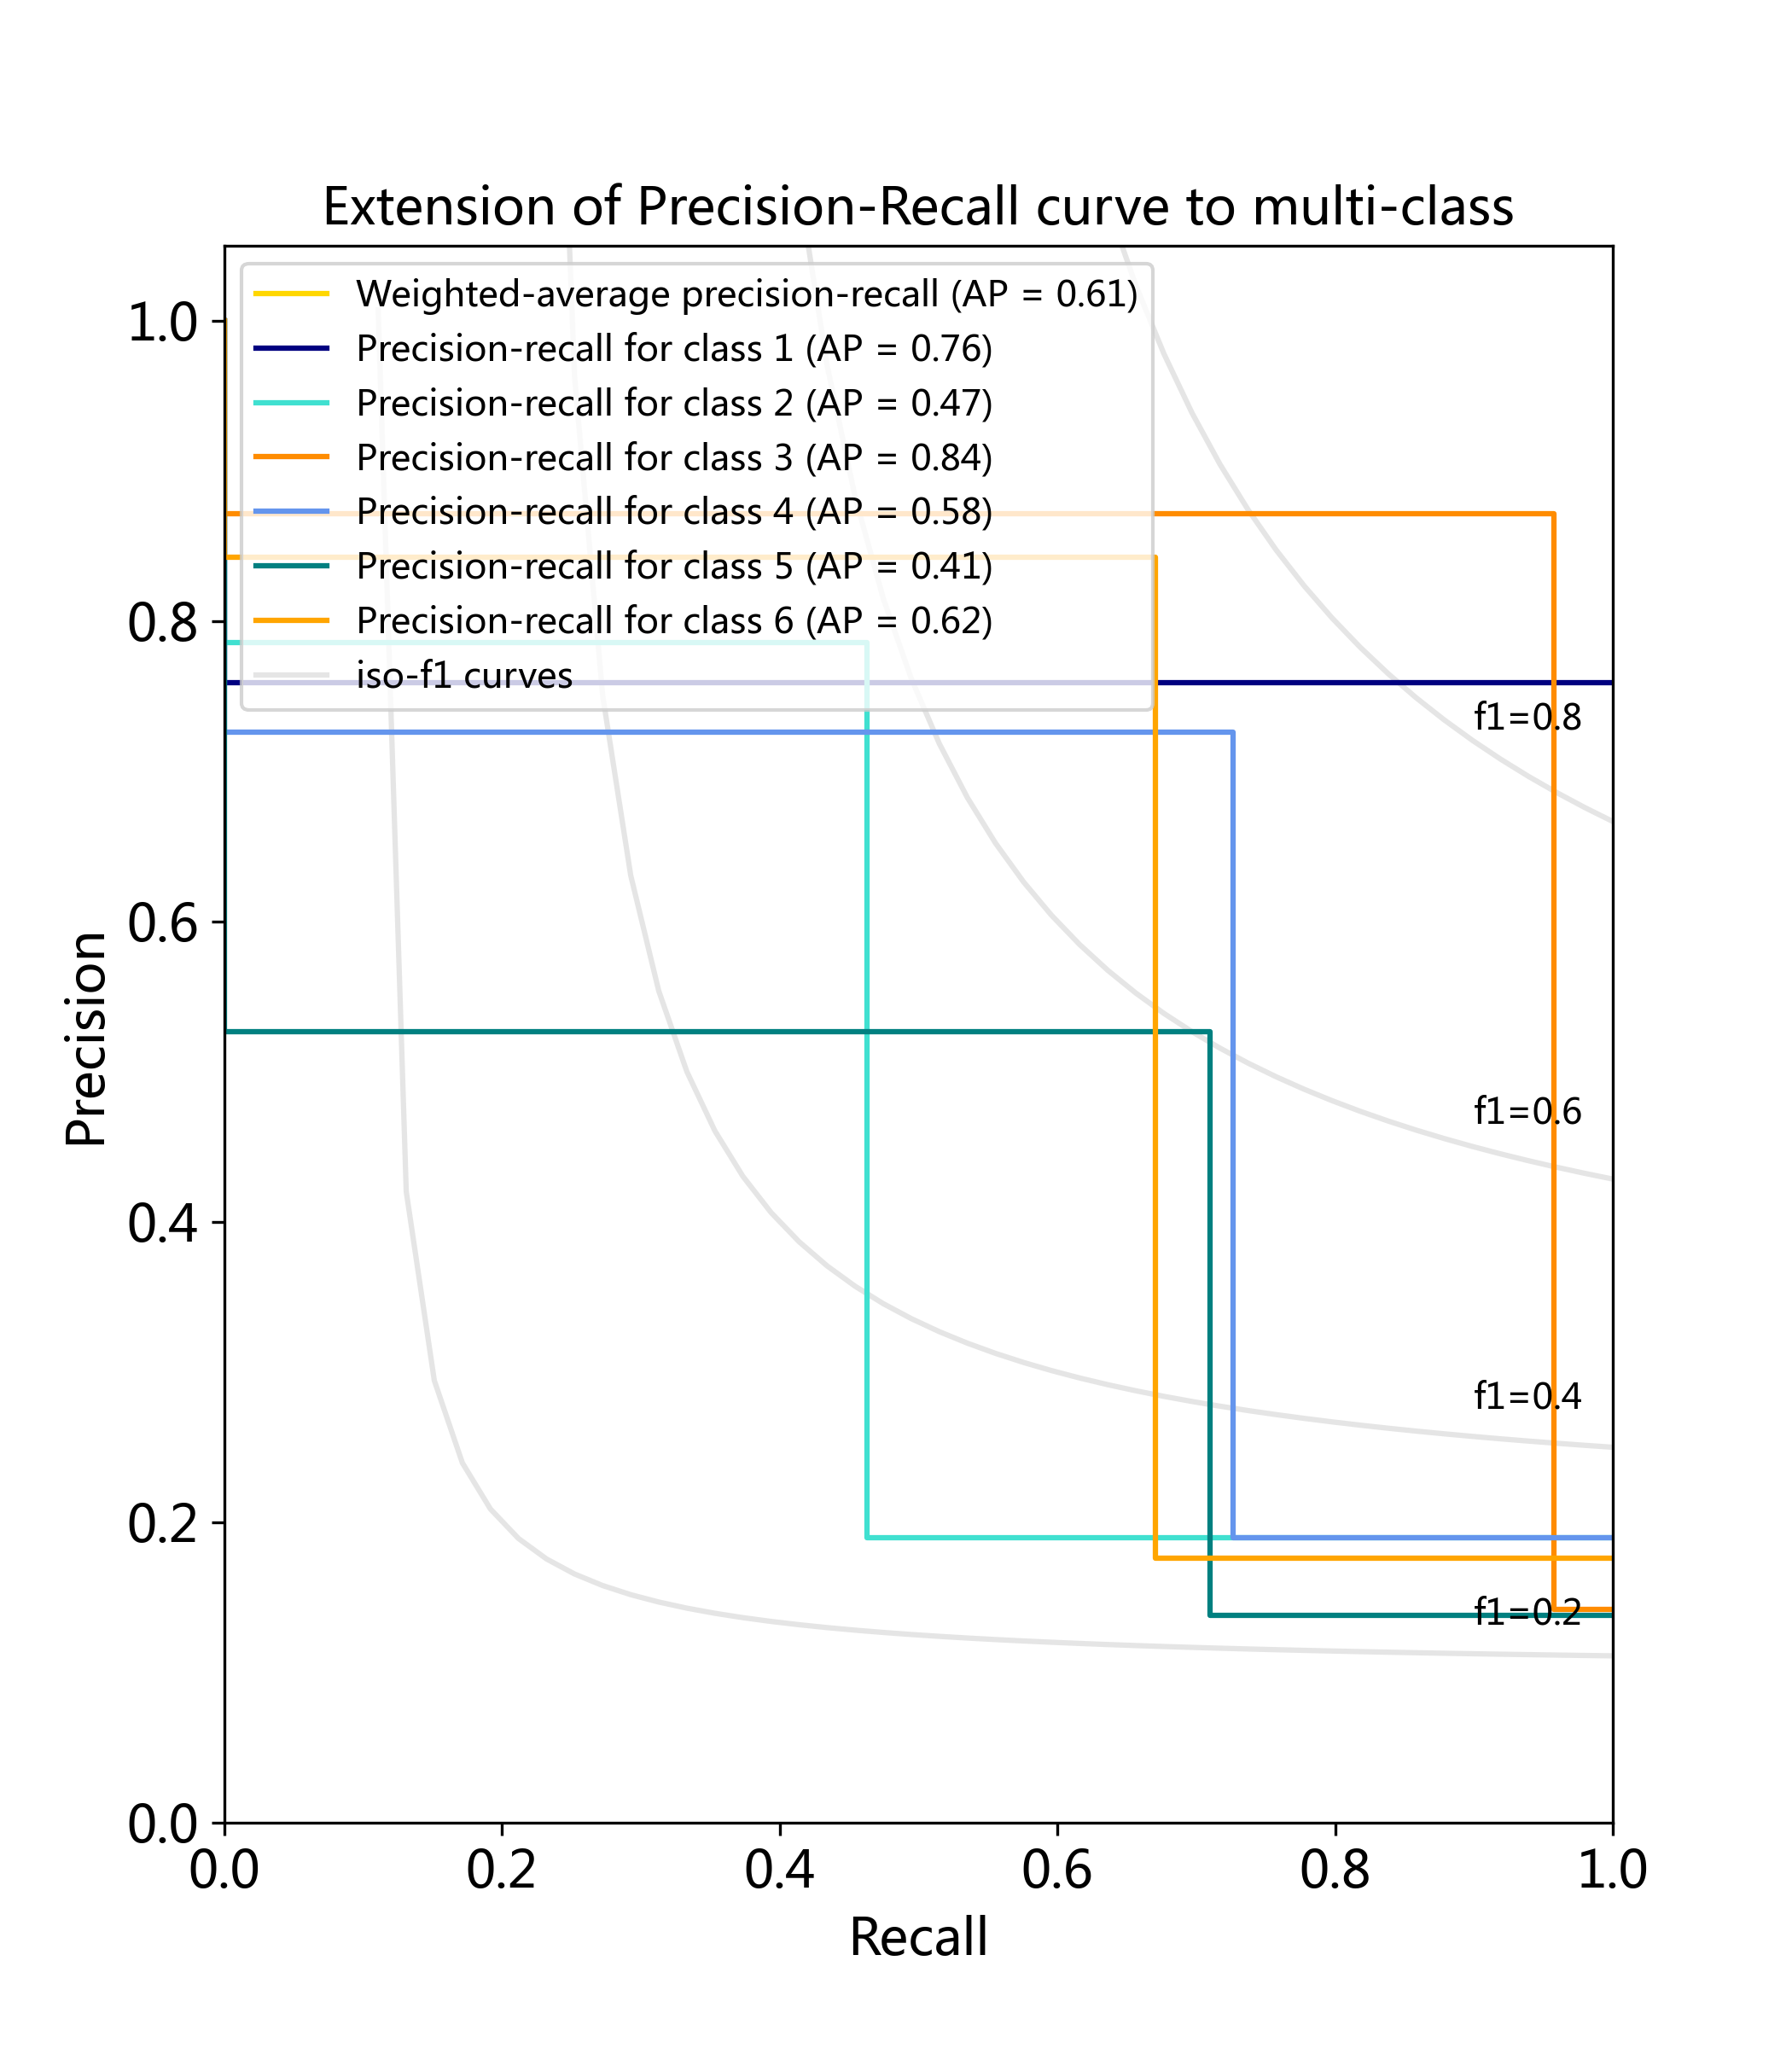 Extension of Precision-Recall curve to multi-class
Weighted-average precision-recall (AP = 0.61)
Precision-recall for class 1 (AP = 0.76)
Precision-recall for class 2 (AP = 0.47)
Precision-recall for class 3 (AP = 0.84)
Precision-recall for class 4 (AP = 0.58)
Precision-recall for class 5 (AP = 0.41)
Precision-recall for class 6 (AP = 0.62)
iso-f1 curves
1.0
0.8
0.6
0.4
0.2
0.0
Precision
f1=0.8
f1=0.6
f1=0.4
f1=0.2
0.0 0.2 0.4 0.6 0.8 1.0
Recall